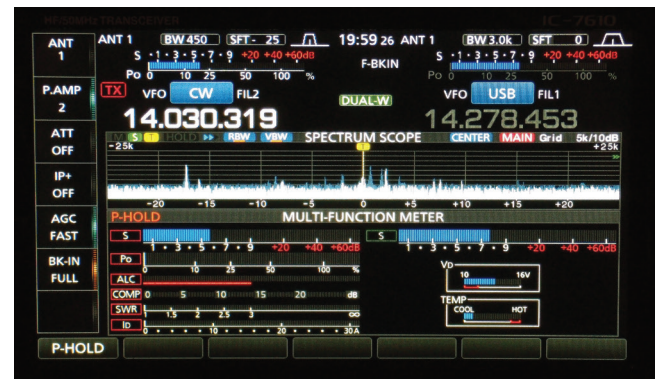 HF/50MHz TRANSCEIVER IC-7610
ANT 1
ANT 1 BW 450 SFT - 25 19:59 26 ANT 1 BW 3.0k SFT 0
S 1 3 5 7 9 +20 +40 +60dB F-BKIN S 1 3 5 7 9 +20 +40 +60dB
Po 0 10 25 50 100 % Po 0 10 25 50 100 %
P.AMP 2
TX VFO CW FIL2 DUAL-W VFO USB FIL1
14.030.319 14.278.453
ATT OFF
M S T HOLD RBW VBW SPECTRUM SCOPE CENTER MAIN Grid 5k/10dB
-25k T +25k
IP+ OFF
-20 -15 -10 -5 0 +5 +10 +15 +20
AGC FAST
P-HOLD MULTI-FUNCTION METER
S 1 3 5 7 9 +20 +40 +60dB S 1 3 5 7 9 +20 +40 +60dB
BK-IN FULL
Po 0 10 25 50 100 %
VD 10 16V
ALC
COMP 0 5 10 15 20 dB
TEMP COOL HOT
SWR 1 1.5 2 2.5 3 ∞
ID 0 10 20 30A
P-HOLD